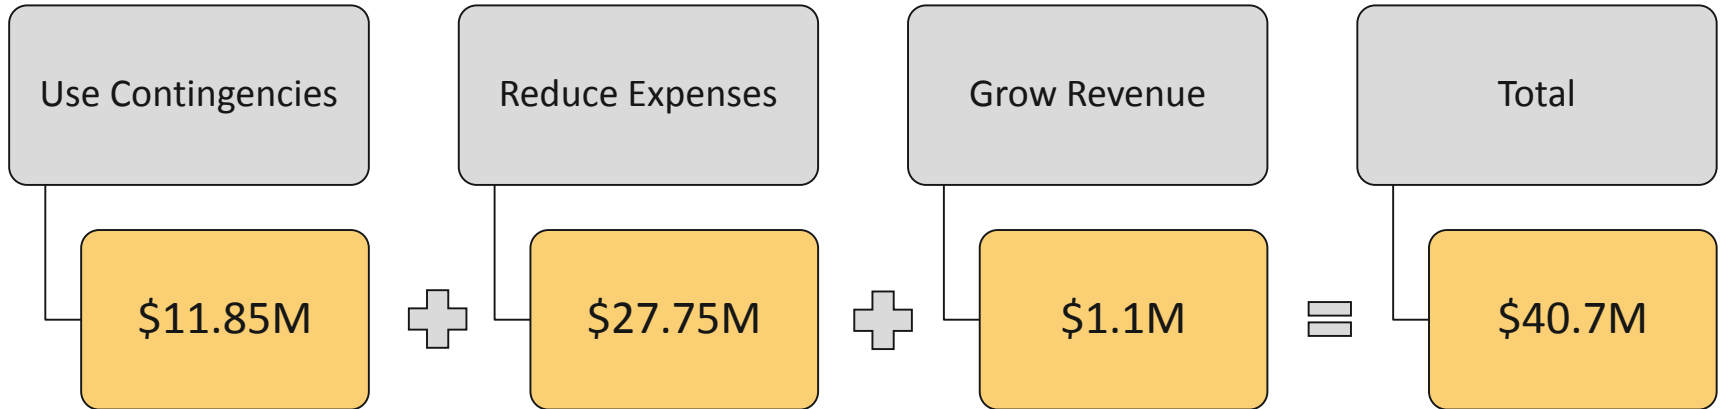 Use Contingencies
Reduce Expenses
Grow Revenue
Total
$11.85M
$27.75M
$1.1M
$40.7M